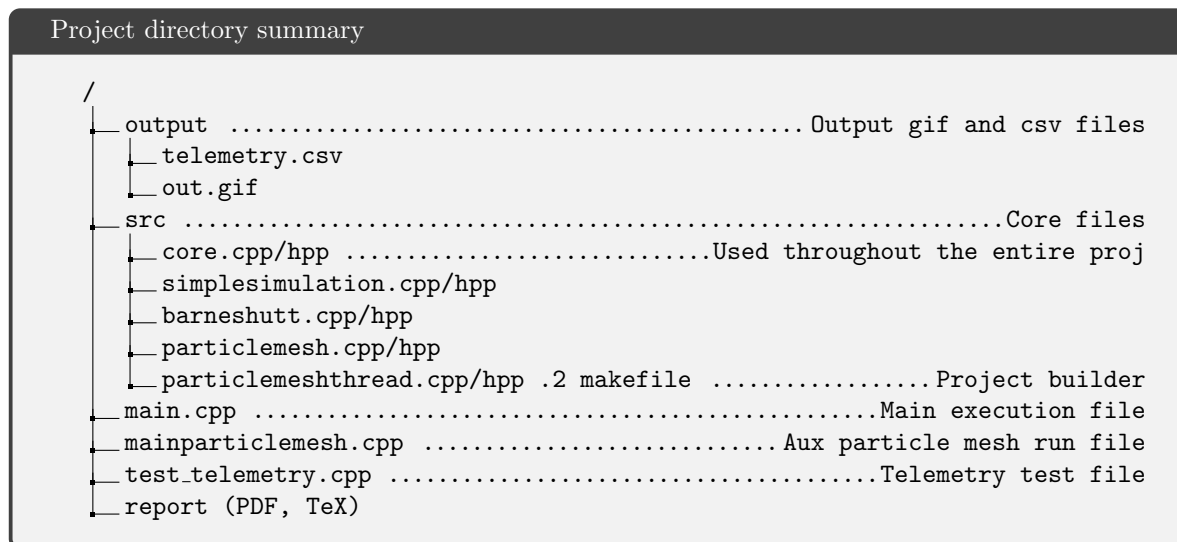 Project directory summary
/
output ............................................... Output gif and csv files
telemetry.csv
out.gif
src ...................................................................Core files
core.cpp/hpp ..............................Used throughout the entire proj
simplesimulation.cpp/hpp
barneshutt.cpp/hpp
particlemesh.cpp/hpp
particlemeshthread.cpp/hpp .2 makefile .................. Project builder
main.cpp ...................................................Main execution file
mainparticlemesh.cpp ............................. Aux particle mesh run file
test_telemetry.cpp ........................................Telemetry test file
report (PDF, TeX)